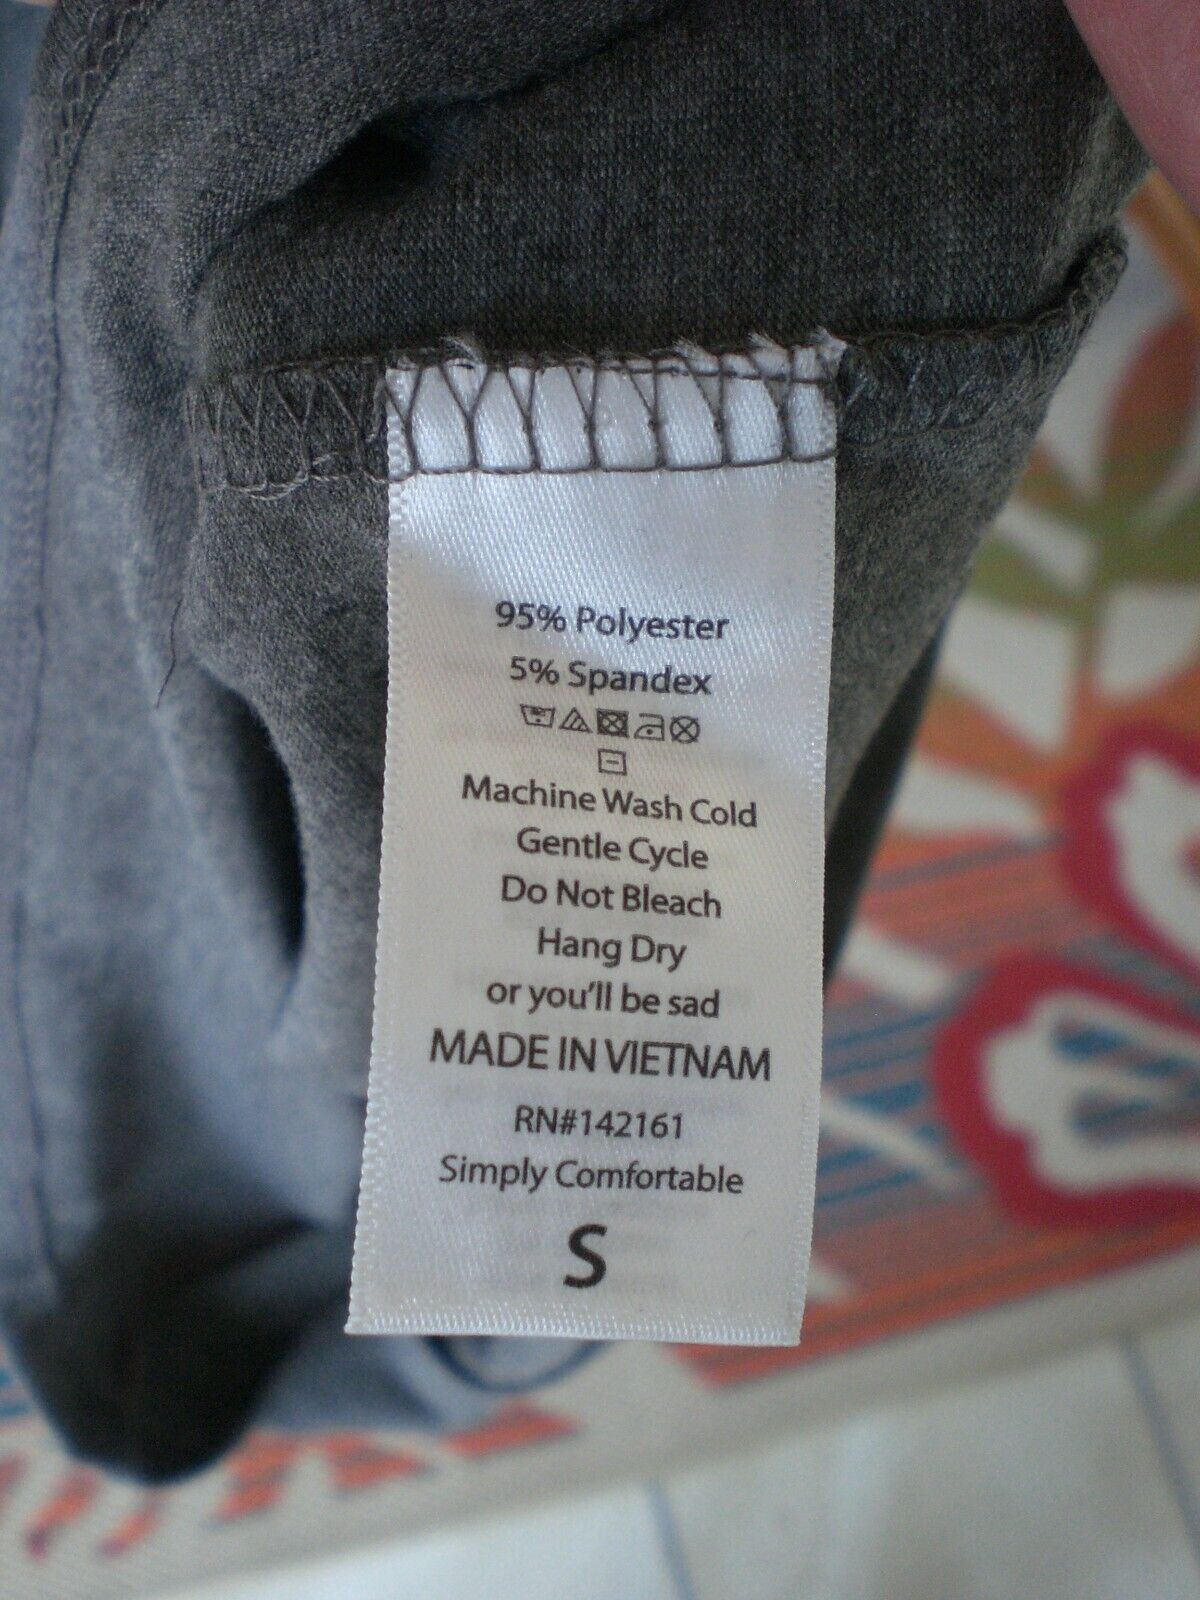 95% Polyester
5% Spandex
Machine Wash Cold
Gentle Cycle
Do Not Bleach
Hang Dry
or you'll be sad
MADE IN VIETNAM
RN#142161
Simply Comfortable
S